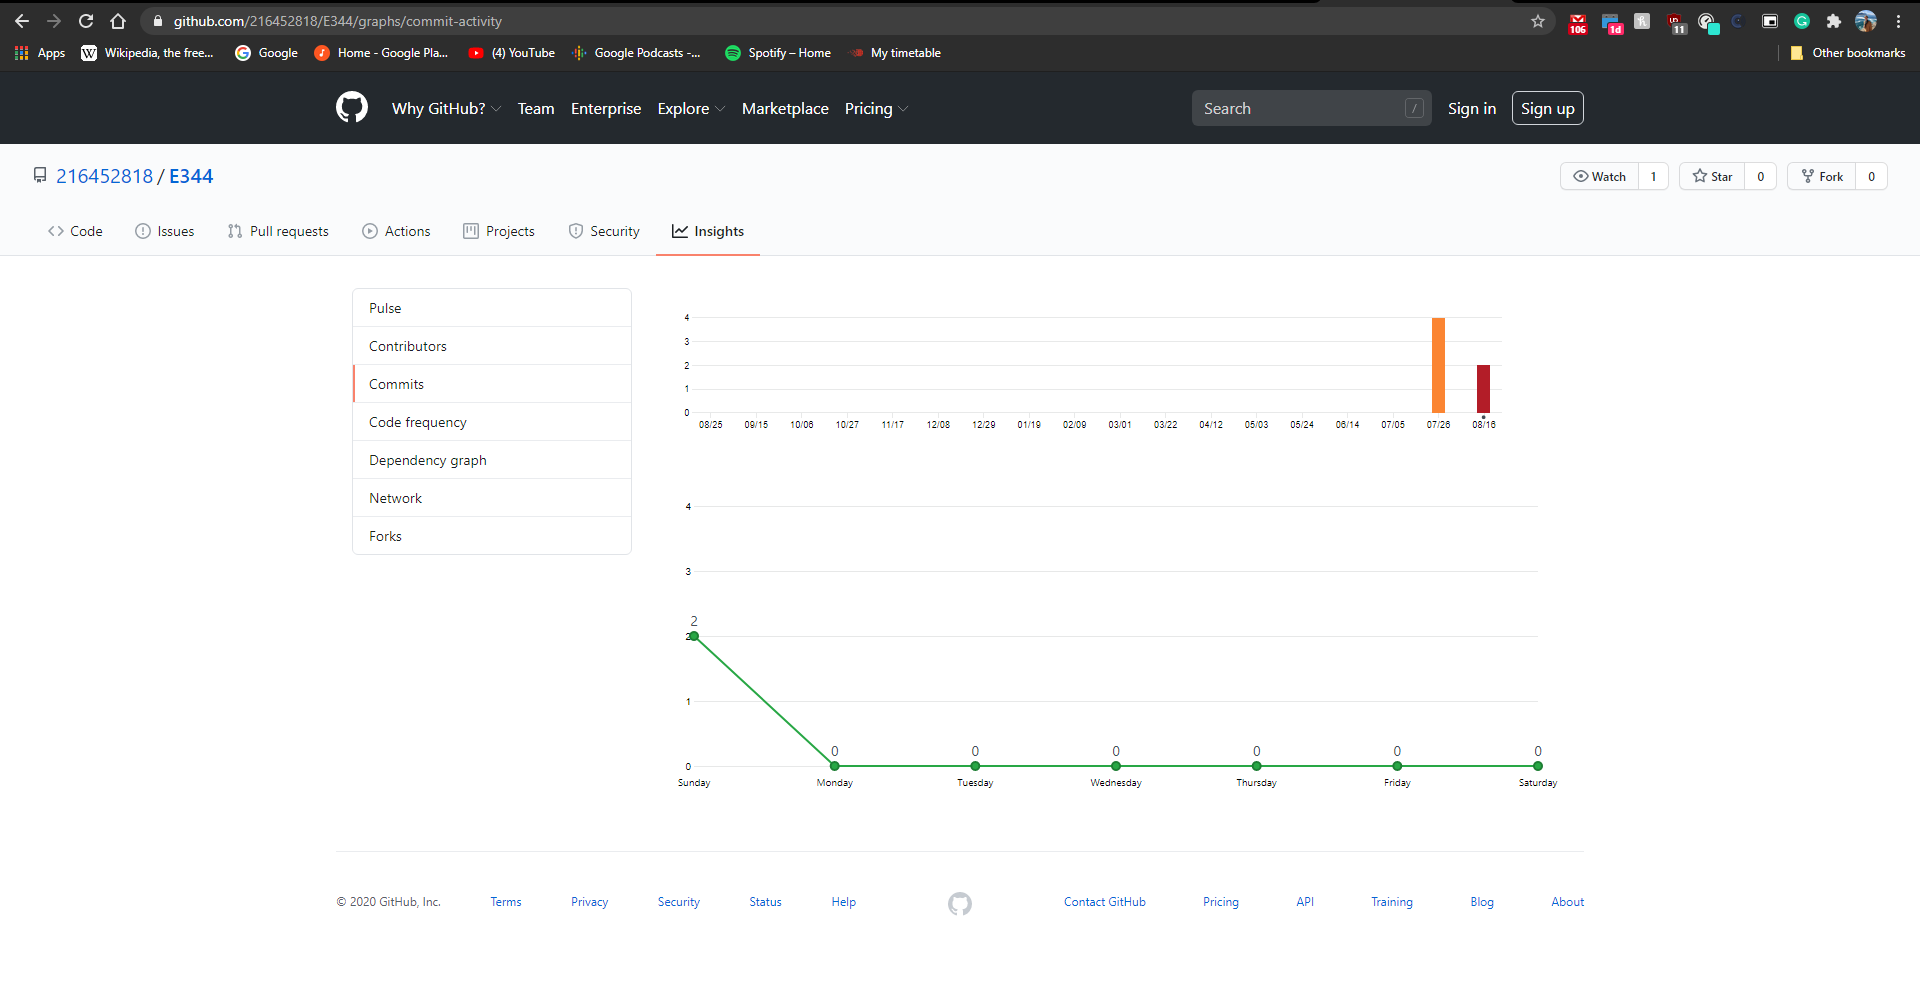 github.com/216452818/E344/graphs/commit-activity
106
1d
11
Apps
Wikipedia, the free...
Google
Home - Google Pla...
(4) YouTube
Google Podcasts -...
Spotify – Home
My timetable
Other bookmarks
Why GitHub?
Team
Enterprise
Explore
Marketplace
Pricing
Search
/
Sign in
Sign up
216452818 / E344
Watch 1
Star 0
Fork 0
Code
Issues
Pull requests
Actions
Projects
Security
Insights
Pulse
Contributors
Commits
Code frequency
Dependency graph
Network
Forks
4
3
2
1
0
08/25 09/15 10/06 10/27 11/17 12/08 12/29 01/19 02/09 03/01 03/22 04/12 05/03 05/24 06/14 07/05 07/26 08/16
4
3
2
2
1
0 0 0 0 0 0
0
Sunday Monday Tuesday Wednesday Thursday Friday Saturday
© 2020 GitHub, Inc.
Terms
Privacy
Security
Status
Help
Contact GitHub
Pricing
API
Training
Blog
About